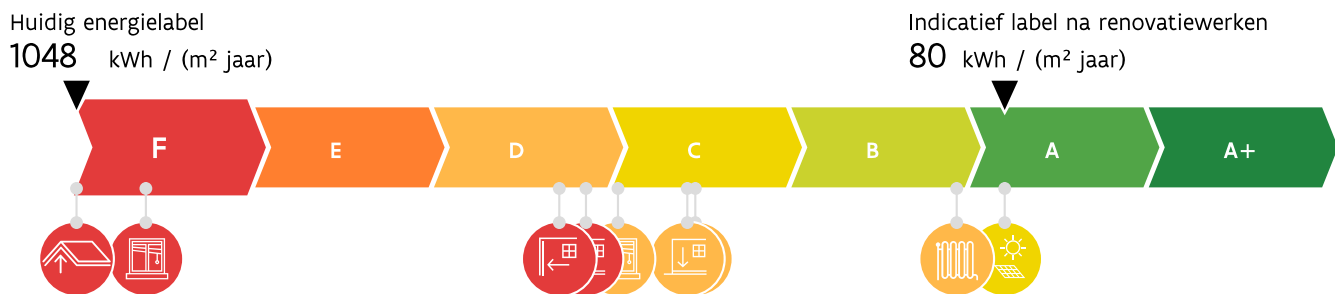 Huidig energielabel
1048 kWh / (m² jaar)
Indicatief label na renovatiewerken
80 kWh / (m² jaar)
F E D C B A A+